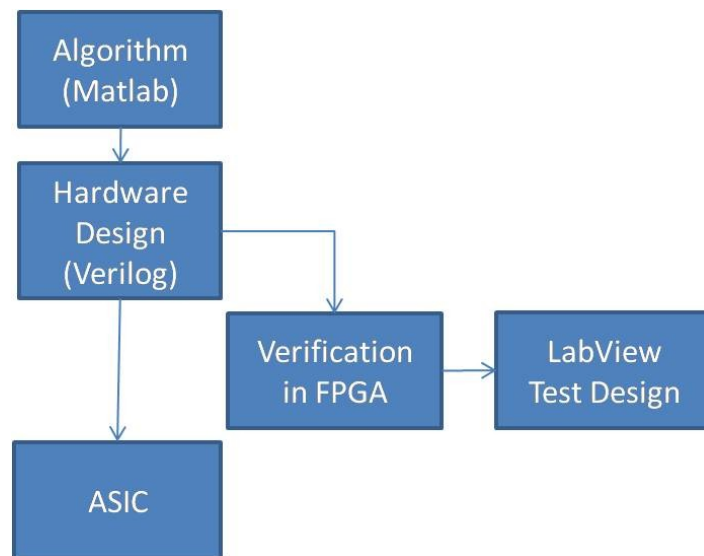 Algorithm
(Matlab)
Hardware
Design
(Verilog)
Verification
in FPGA
LabView
Test Design
ASIC